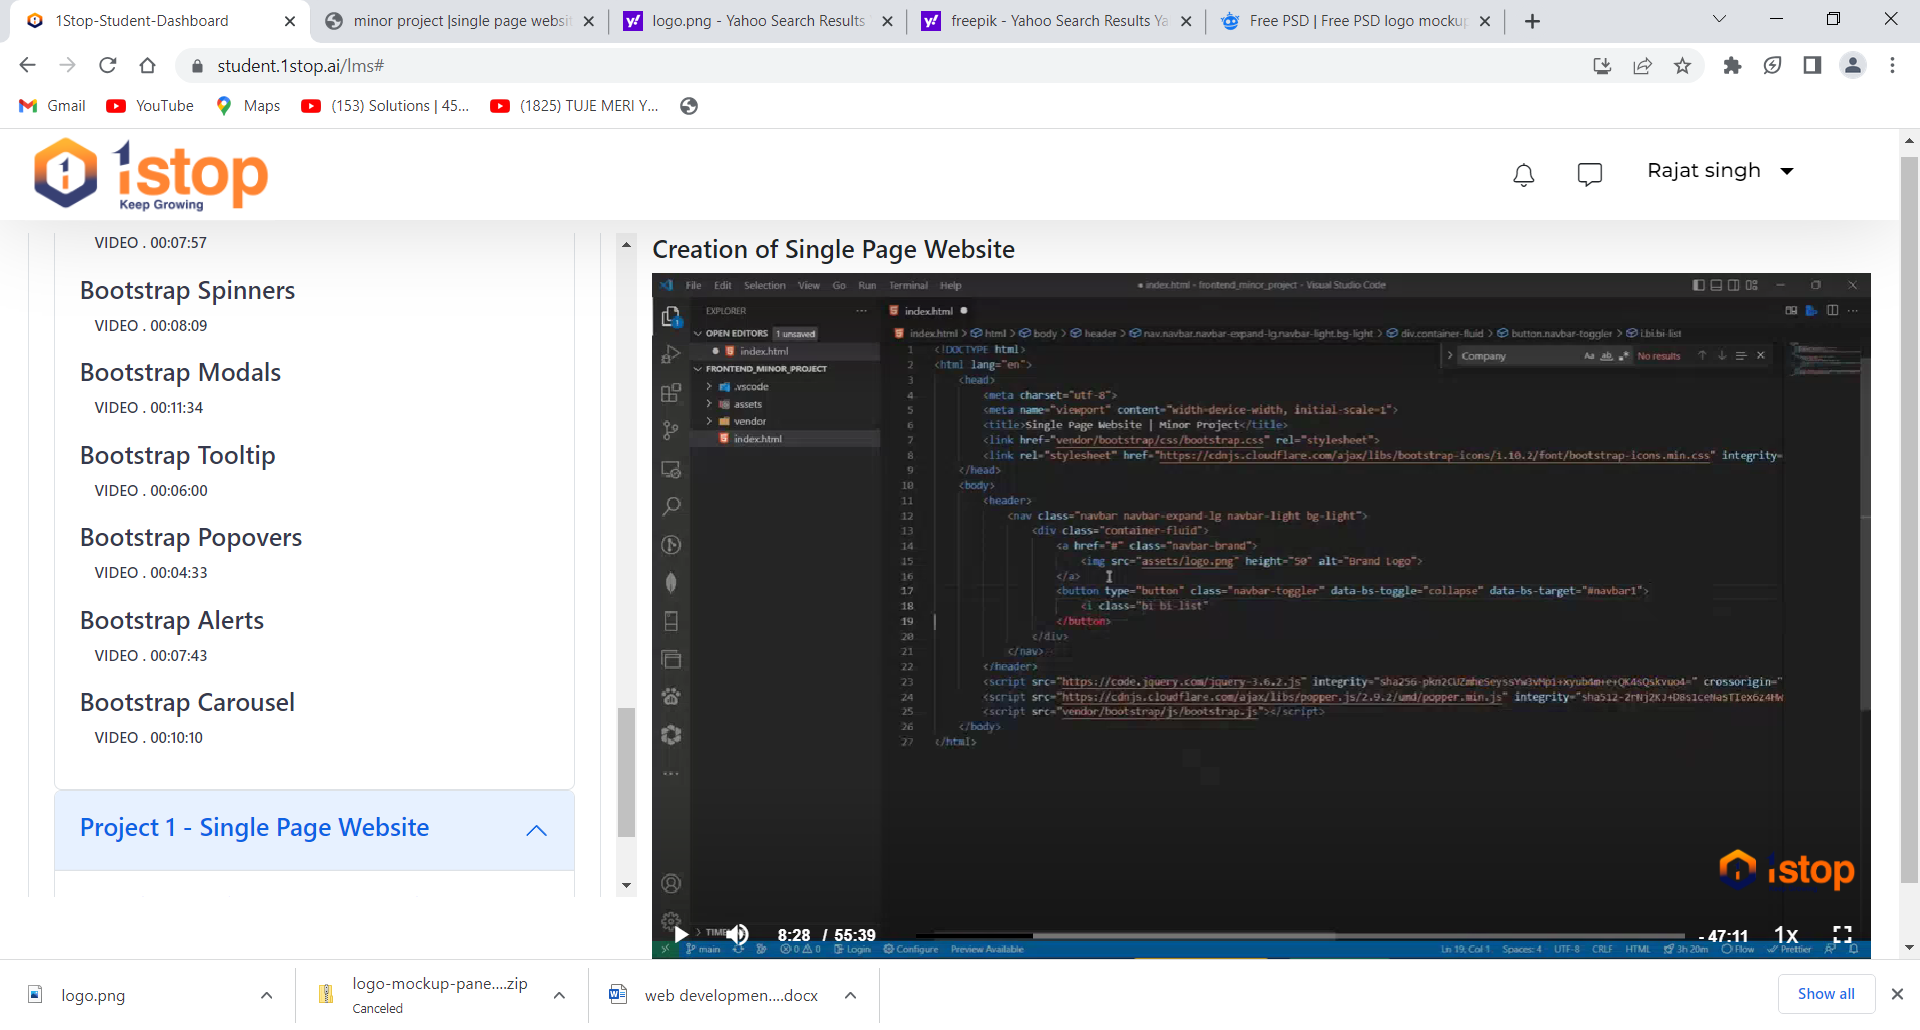 1Stop-Student-Dashboard
minor project |single page websi
logo.png - Yahoo Search Results
freepik - Yahoo Search Results Ya
Free PSD | Free PSD logo mockup
student.1stop.ai/lms#
Gmail
YouTube
Maps
(153) Solutions | 45...
(1825) TUJE MERI Y...
1stop
Keep Growing
Rajat singh
VIDEO . 00:07:57
Bootstrap Spinners
VIDEO . 00:08:09
Bootstrap Modals
VIDEO . 00:11:34
Bootstrap Tooltip
VIDEO . 00:06:00
Bootstrap Popovers
VIDEO . 00:04:33
Bootstrap Alerts
VIDEO . 00:07:43
Bootstrap Carousel
VIDEO . 00:10:10
Project 1 - Single Page Website
Creation of Single Page Website
File Edit Selection View Go Run Terminal Help
index.html - frontend_minor_project - Visual Studio Code
EXPLORER
OPEN EDITORS 1 unsaved
index.html
FRONTEND_MINOR_PROJECT
.vscode
assets
vendor
index.html
index.html
index.html > html > body > header > nav.navbar.navbar-expand-lg.navbar-light.bg-light > div.container-fluid > button.navbar-toggler > i.bi.bi-list
Company
Aa ab No results
1 <!DOCTYPE html>
2 <html lang="en">
3 <head>
4 <meta charset="utf-8">
5 <meta name="viewport" content="width=device-width, initial-scale=1">
6 <title>Single Page Website | Minor Project</title>
7 <link href="vendor/bootstrap/css/bootstrap.css" rel="stylesheet">
8 <link rel="stylesheet" href="https://cdnjs.cloudflare.com/ajax/libs/bootstrap-icons/1.10.2/font/bootstrap-icons.min.css" integrity=
9 </head>
10 <body>
11 <header>
12 <nav class="navbar navbar-expand-lg navbar-light bg-light">
13 <div class="container-fluid">
14 <a href="#" class="navbar-brand">
15 <img src="assets/logo.png" height="50" alt="Brand Logo">
16 </a>
17 <button type="button" class="navbar-toggler" data-bs-toggle="collapse" data-bs-target="#navbar1">
18 <i class="bi bi-list"
19 </button>
20 </div>
21 </nav>
22 </header>
23 <script src="https://code.jquery.com/jquery-3.6.2.js" integrity= crossorigin="
24 <script src="https://cdnjs.cloudflare.com/ajax/libs/popper.js/2.9.2/umd/popper.min.js" integrity=
25 <script src="vendor/bootstrap/js/bootstrap.js"></script>
26 </body>
27 </html>
1stop
TIME
8:28 / 55:39
- 47:11
1x
main
0 0
Login
Configure
Preview Available
Ln 19, Col 1
Spaces: 4
UTF-8
CRLF
HTML
3h 20m
Flow
Prettier
logo.png
logo-mockup-pane....zip
Canceled
web developmen....docx
Show all